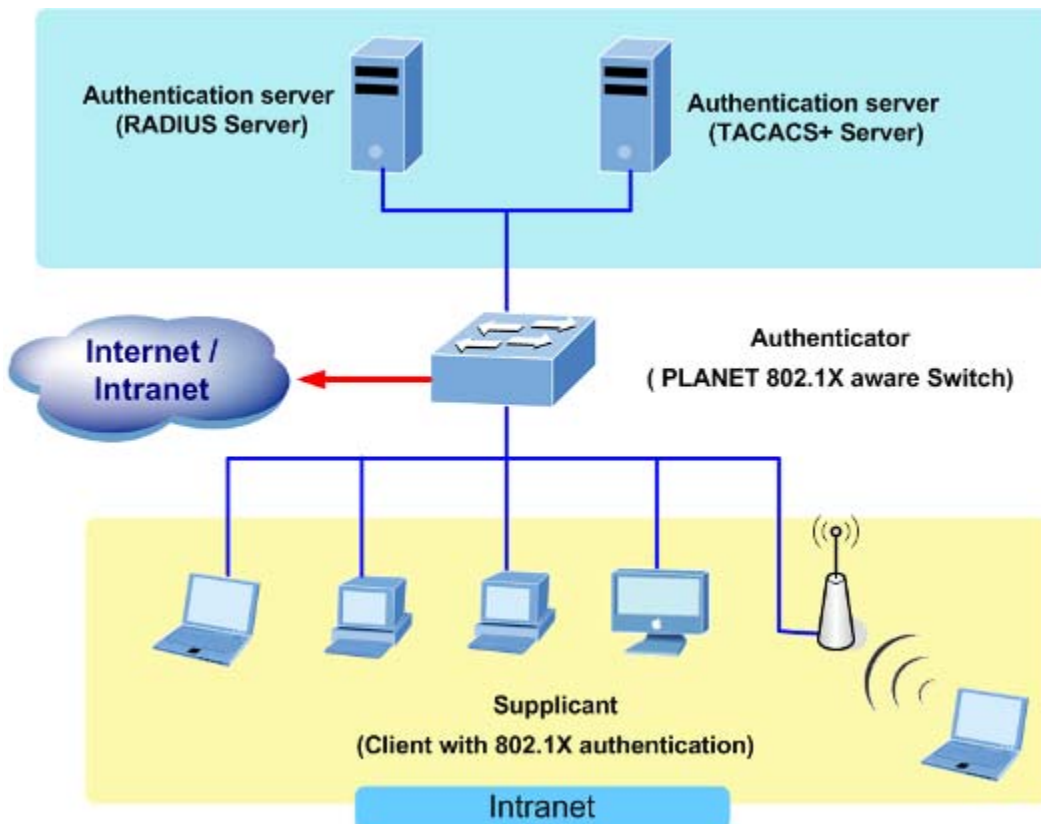 Authentication server
(RADIUS Server)
Authentication server
(TACACS+ Server)
Internet /
Intranet
Authenticator
( PLANET 802.1X aware Switch)
Supplicant
(Client with 802.1X authentication)
Intranet